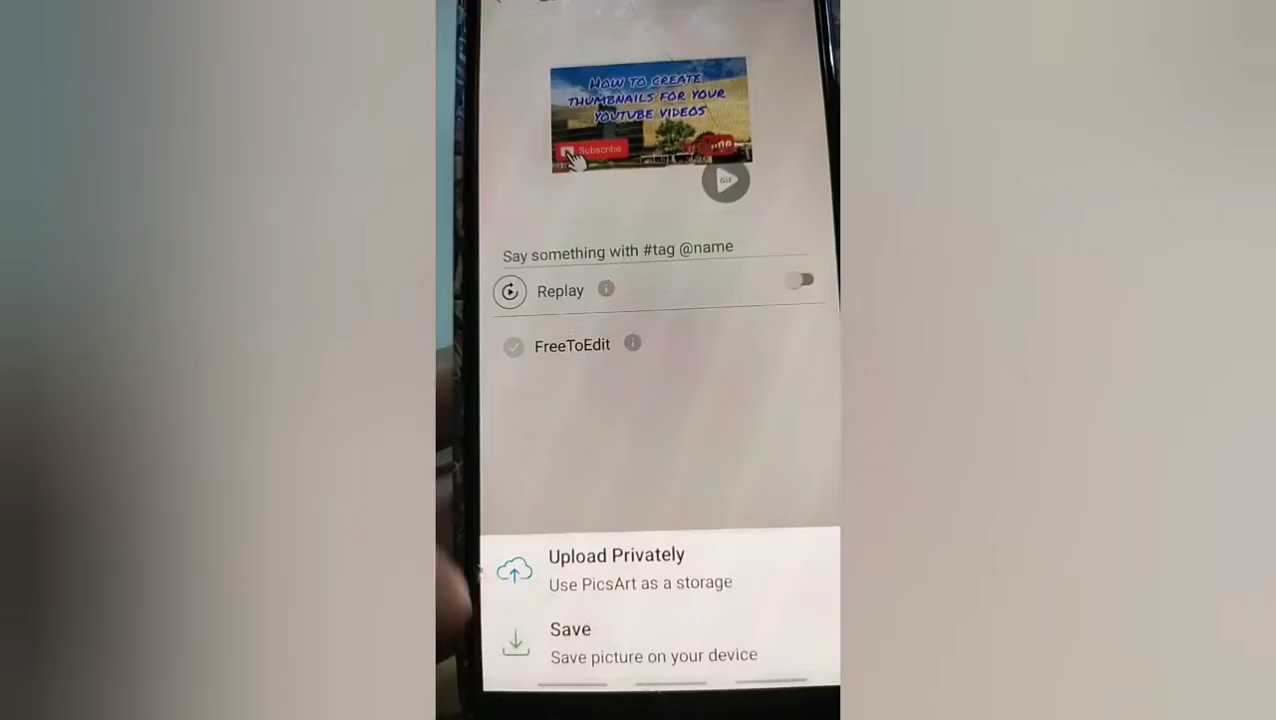 How to create
thumbnails for your
YouTube videos
Subscribe
GIF
Say something with #tag @name
Replay
FreeToEdit
Upload Privately
Use PicsArt as a storage
Save
Save picture on your device